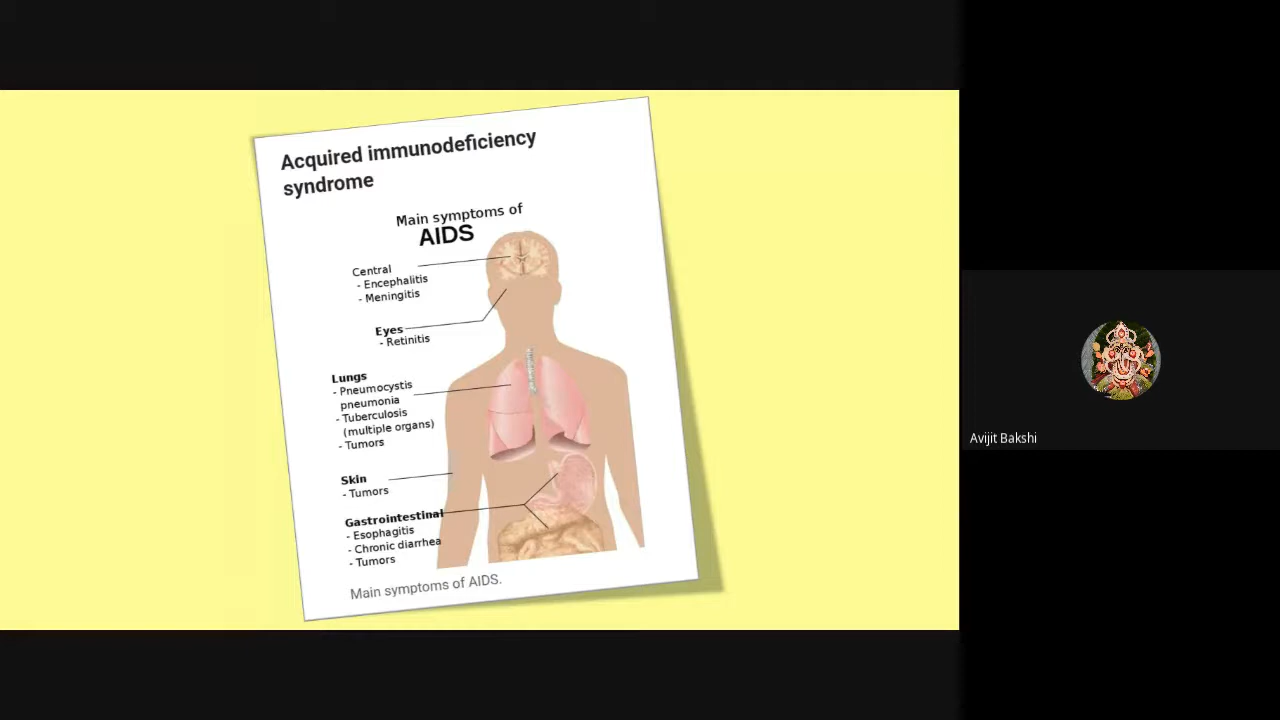 Acquired immunodeficiency
syndrome
Main symptoms of
AIDS
Central
- Encephalitis
- Meningitis
Eyes
- Retinitis
Lungs
- Pneumocystis
pneumonia
- Tuberculosis
(multiple organs)
- Tumors
Skin
- Tumors
Gastrointestinal
- Esophagitis
- Chronic diarrhea
- Tumors
Main symptoms of AIDS.
Avijit Bakshi